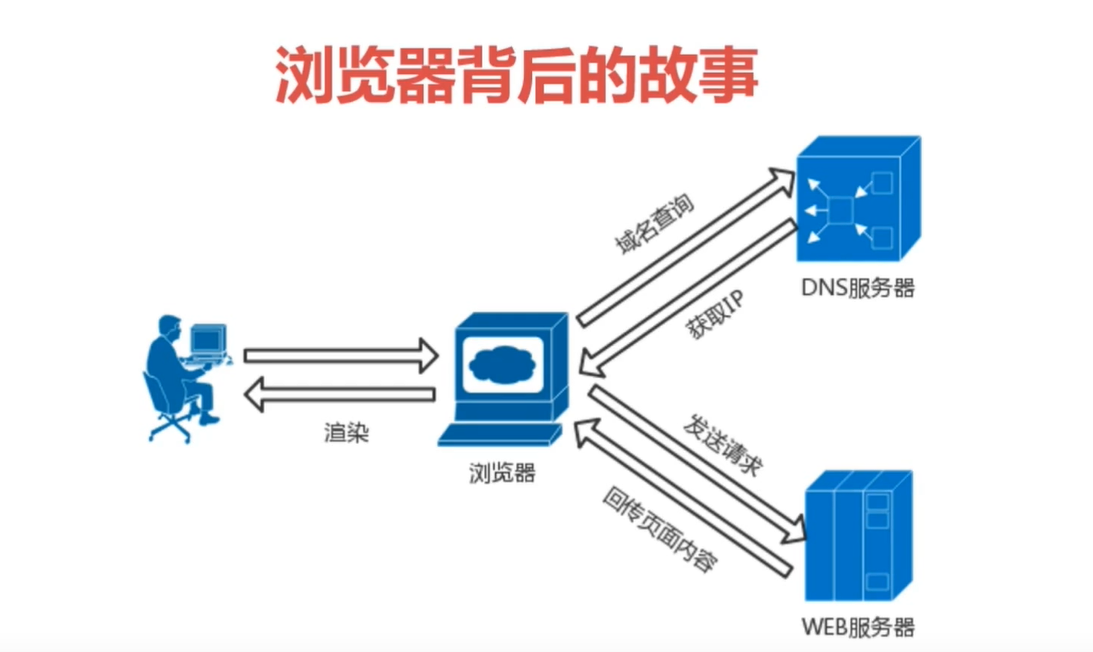 浏览器背后的故事
域名查询
DNS服务器
获取IP
渲染
浏览器
发送请求
回传页面内容
WEB服务器